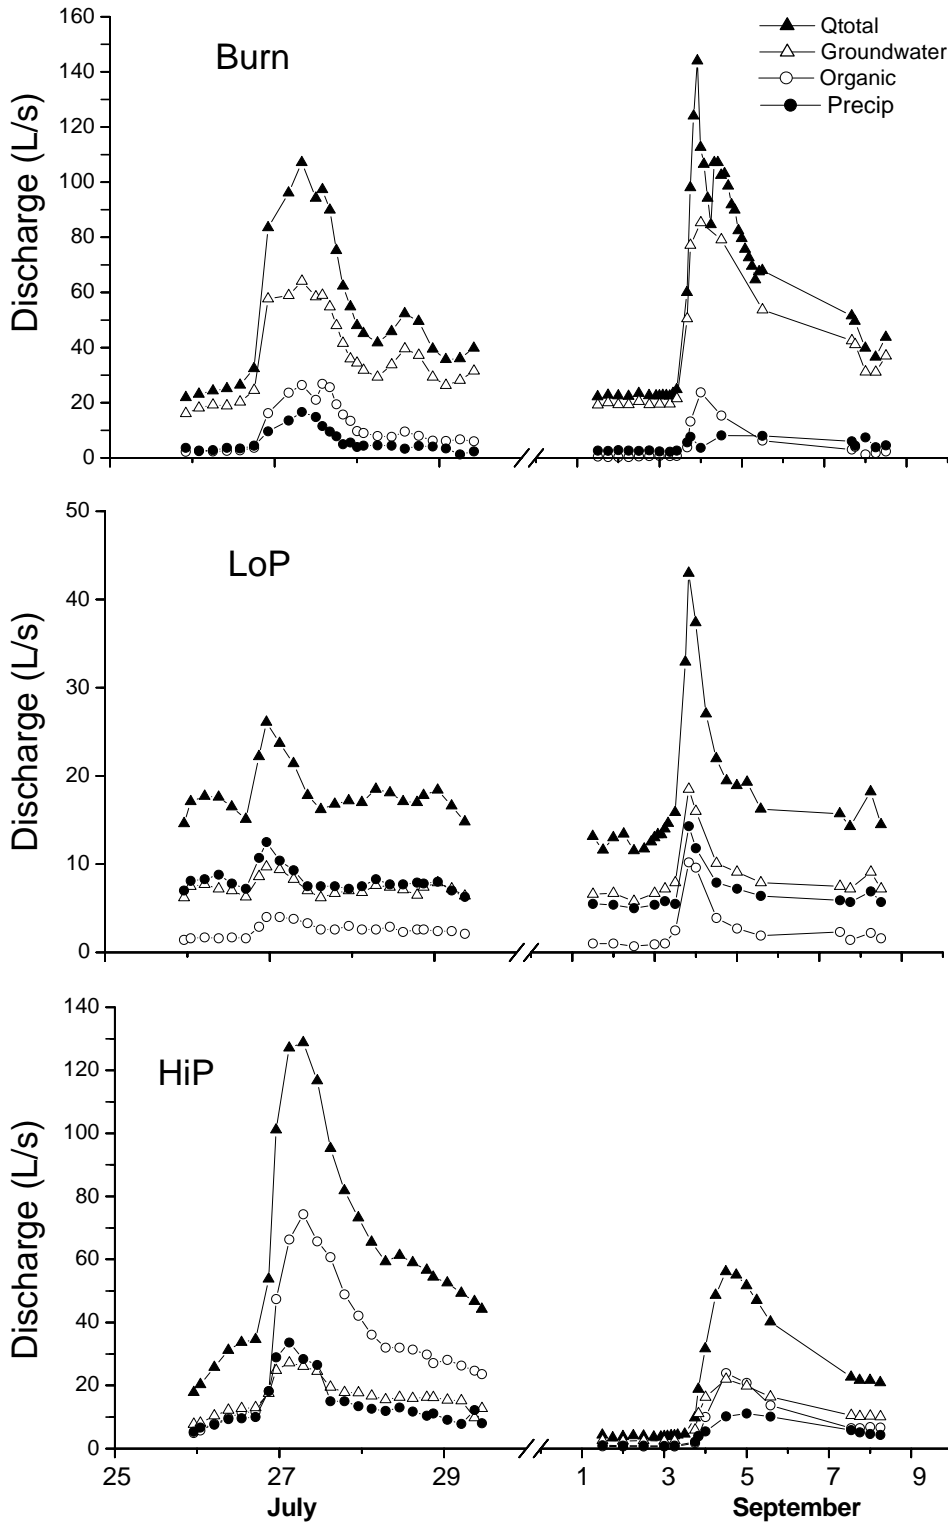 160
140
120
100
80
60
40
20
0
Discharge (L/s)
Burn
Qtotal
Groundwater
Organic
Precip
50
40
30
20
10
0
Discharge (L/s)
LoP
140
120
100
80
60
40
20
0
Discharge (L/s)
HiP
25 27 29 1 3 5 7 9
July September